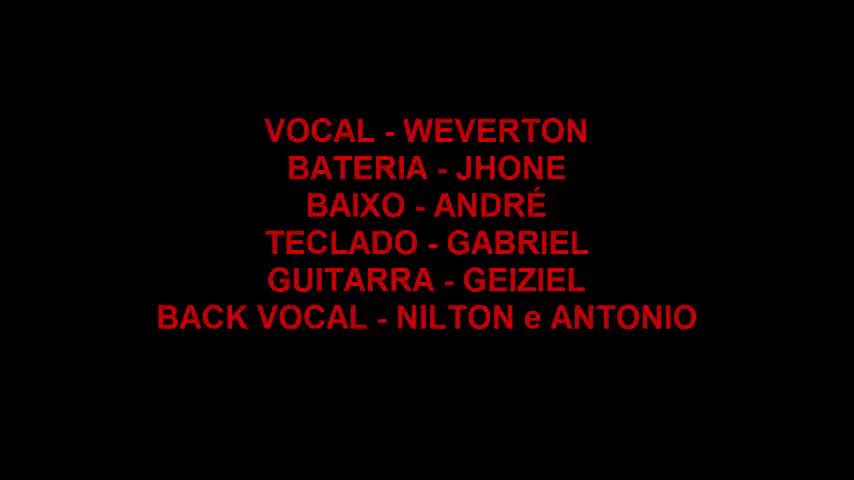 VOCAL - WEVERTON
BATERIA - JHONE
BAIXO - ANDRÉ
TECLADO - GABRIEL
GUITARRA - GEIZIEL
BACK VOCAL - NILTON e ANTONIO